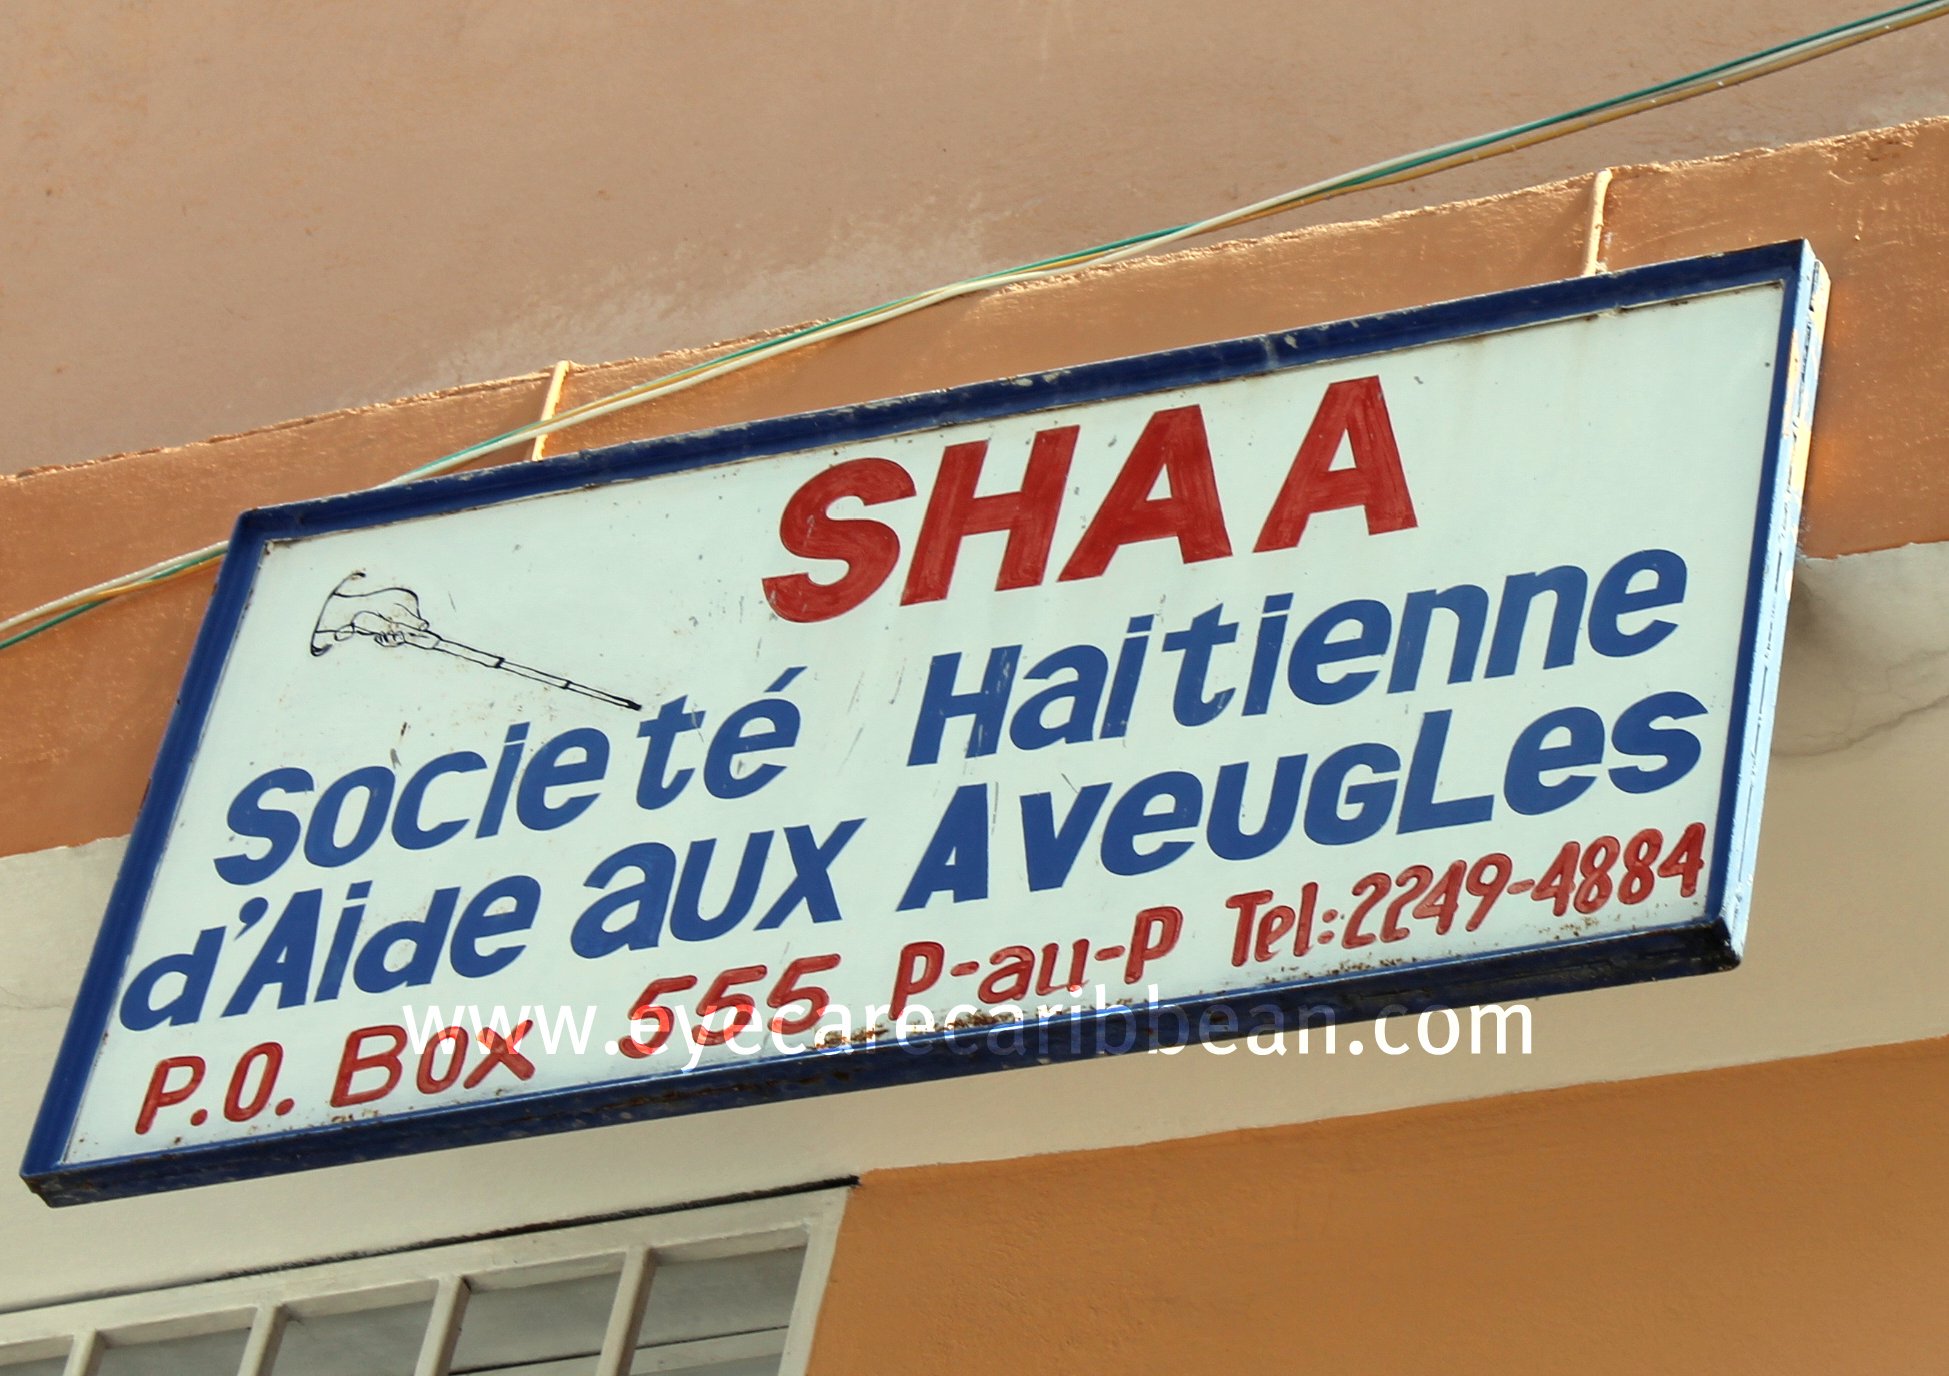 SHAA
Societé Haitienne
d'Aide aux AveugLes
P.O. Box 555 P-au-P Tel:2249-4884
www.eyecarecaribbean.com